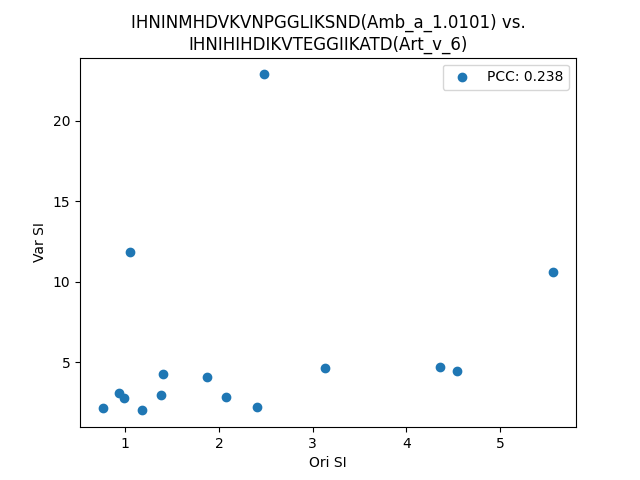 IHNINMHDVKVNPGGLIKSND(Amb_a_1.0101) vs.
IHNIHIHDIKVTEGGIIKATD(Art_v_6)
PCC: 0.238
20
15
10
5
Var SI
1 2 3 4 5
Ori SI